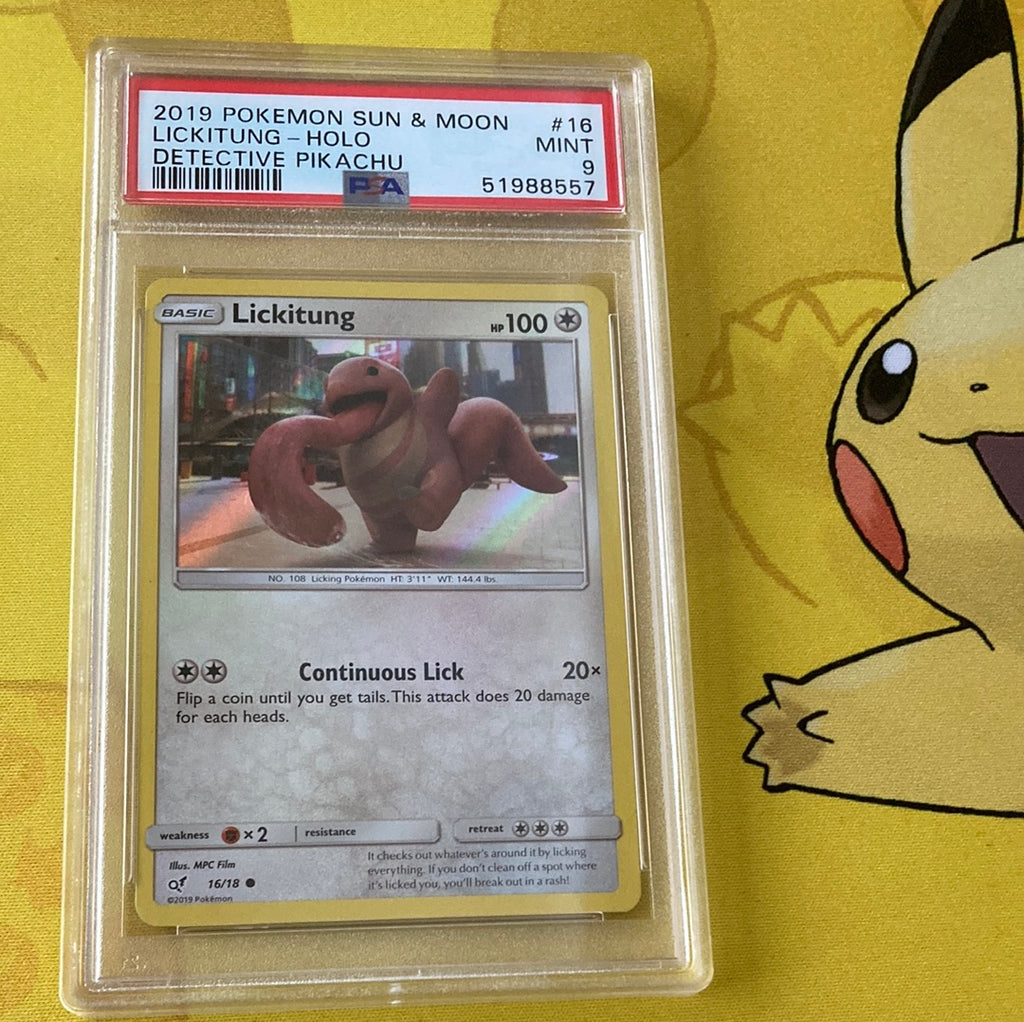 2019 POKEMON SUN & MOON #16
LICKITUNG – HOLO MINT
DETECTIVE PIKACHU 9
PSA 51988557
BASIC Lickitung HP100
NO. 108 Licking Pokémon HT: 3'11" WT: 144.4 lbs.
Continuous Lick 20×
Flip a coin until you get tails. This attack does 20 damage
for each heads.
weakness ×2 resistance retreat
Illus. MPC Film
16/18
©2019 Pokémon
It checks out whatever's around it by licking
everything. If you don't clean off a spot where
it's licked you, you'll break out in a rash!